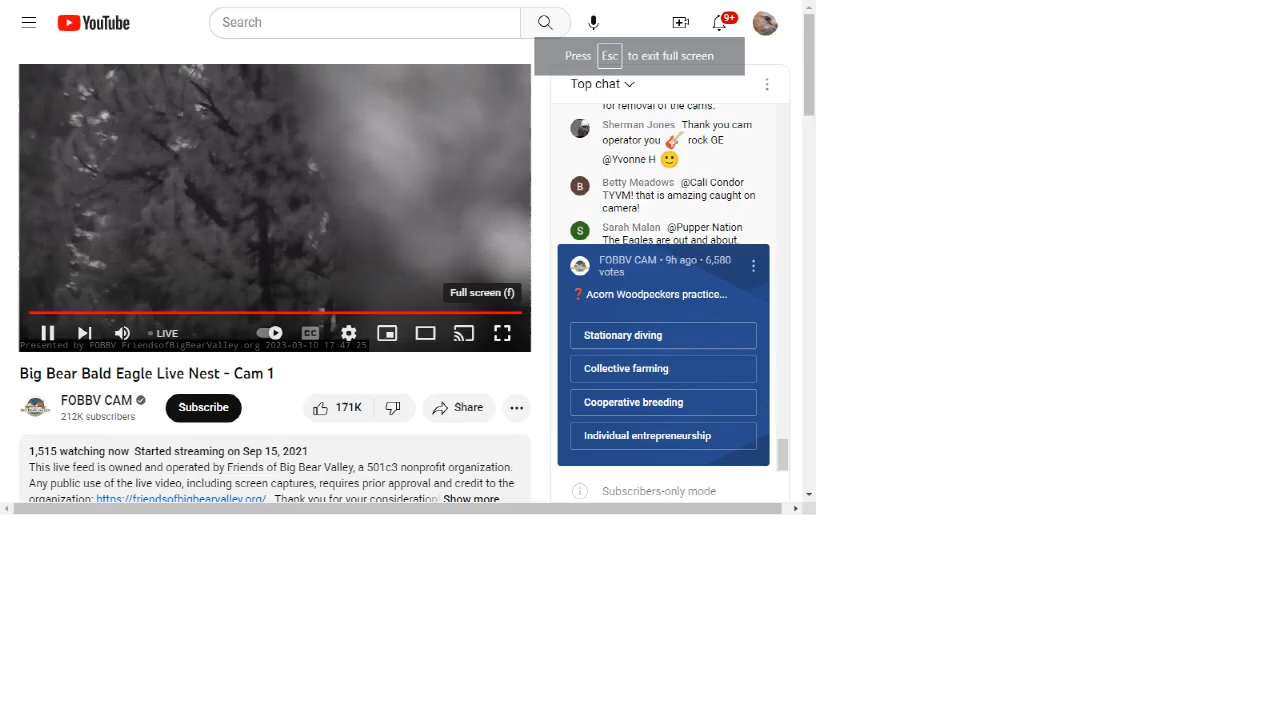 YouTube
Search
9+
Press Esc to exit full screen
Top chat
for removal of the cams.
Sherman Jones Thank you cam
operator you rock GE
@Yvonne H
B
Betty Meadows @Cali Condor
TYVM! that is amazing caught on
camera!
S
Sarah Malan @Pupper Nation
The Eagles are out and about.
FOBBV CAM • 9h ago • 6,580
votes
❓Acorn Woodpeckers practice...
Stationary diving
Collective farming
Cooperative breeding
Individual entrepreneurship
Subscribers-only mode
Full screen (f)
LIVE
CC
Presented by FOBBV FriendsofBigBearValley.org 2023-03-10 17:47:25
Big Bear Bald Eagle Live Nest - Cam 1
FOBBV CAM
212K subscribers
Subscribe
171K
Share
1,515 watching now Started streaming on Sep 15, 2021
This live feed is owned and operated by Friends of Big Bear Valley, a 501c3 nonprofit organization.
Any public use of the live video, including screen captures, requires prior approval and credit to the
organization: https://friendsofbigbearvalley.org/ . Thank you for your consideration! Show more